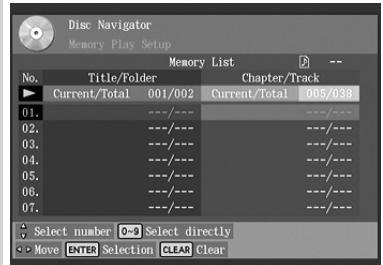 Disc Navigator
Memory Play Setup
Memory List --
No. Title/Folder Chapter/Track
Current/Total 001/002 Current/Total 005/038
01. ---/--- ---/---
02. ---/--- ---/---
03. ---/--- ---/---
04. ---/--- ---/---
05. ---/--- ---/---
06. ---/--- ---/---
07. ---/--- ---/---
Select number 0~9 Select directly
Move ENTER Selection CLEAR Clear